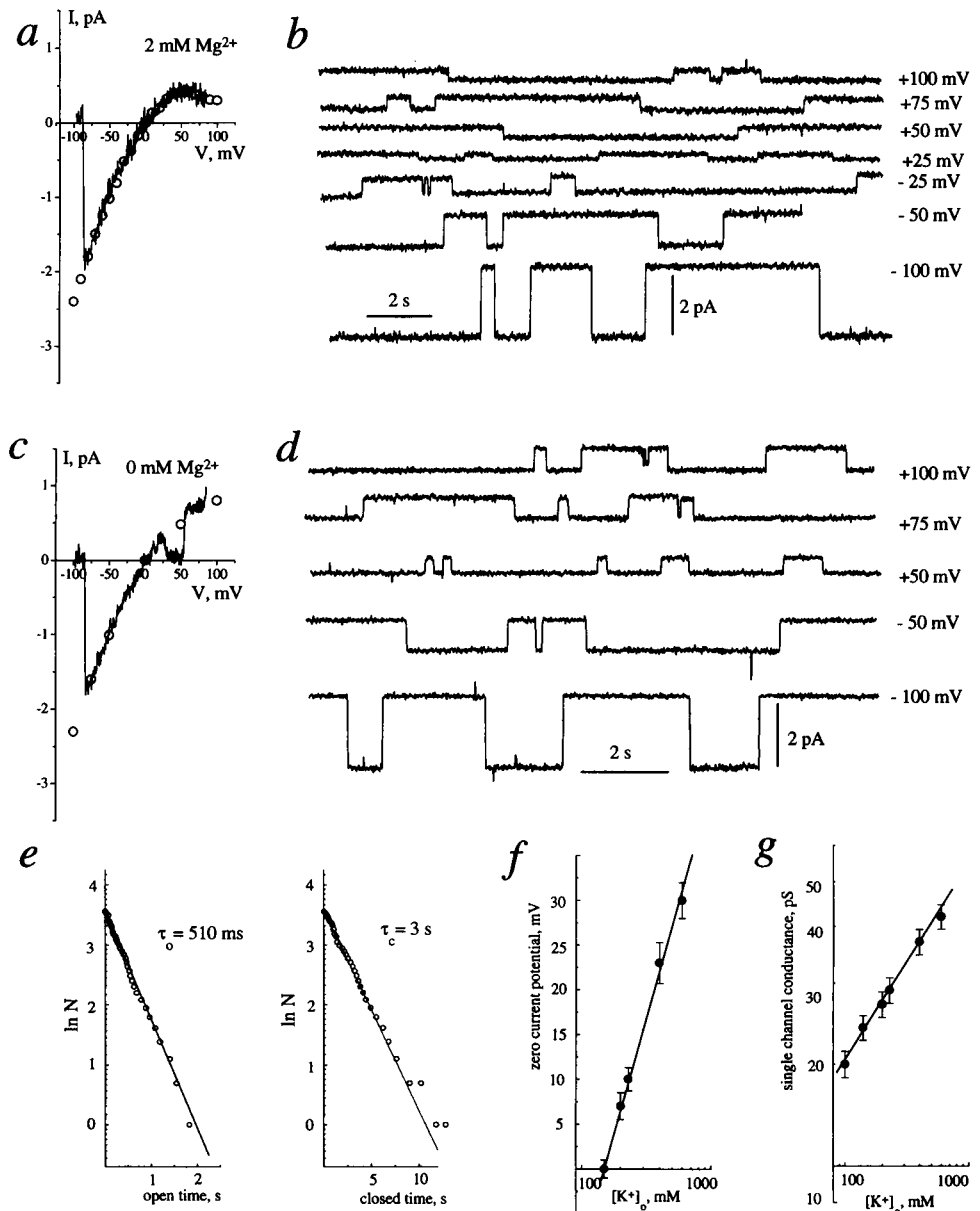 a
I, pA
2 mM Mg2+
1
0
-1
-2
-3
-100 -50 0 50 100
V, mV
b
+100 mV
+75 mV
+50 mV
+25 mV
- 25 mV
- 50 mV
- 100 mV
2 s
2 pA
c
I, pA
0 mM Mg2+
1
0
-1
-2
-3
-100 -50 0 50 100
V, mV
d
+100 mV
+75 mV
+50 mV
- 50 mV
- 100 mV
2 s
2 pA
e
4
3
2
1
0
ln N
τo = 510 ms
1 2
open time, s
4
3
2
1
0
ln N
τc = 3 s
5 10
closed time, s
f
30
20
10
5
0
zero current potential, mV
100 1000
[K+]o, mM
g
50
40
30
20
10
single channel conductance, pS
100 1000
[K+]o, mM